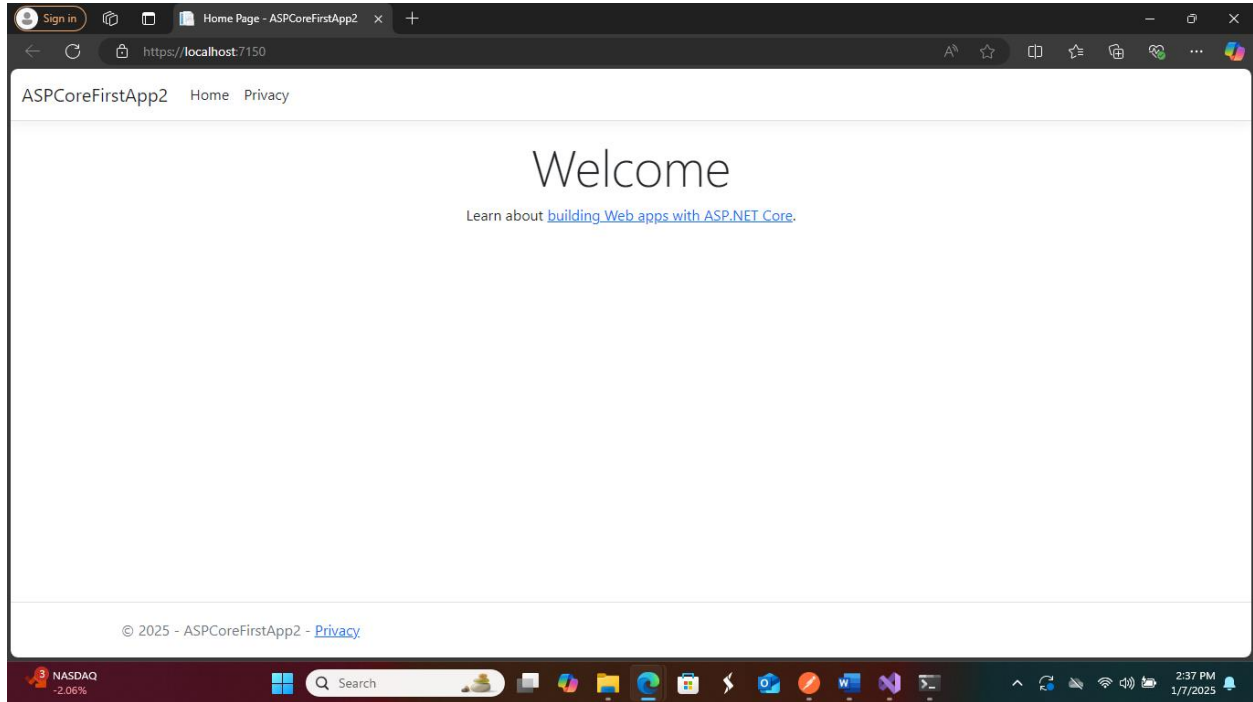 Sign in
Home Page - ASPCoreFirstApp2
https://localhost:7150
ASPCoreFirstApp2 Home Privacy
Welcome
Learn about building Web apps with ASP.NET Core.
© 2025 - ASPCoreFirstApp2 - Privacy
3 NASDAQ
-2.06%
Search
2:37 PM
1/7/2025